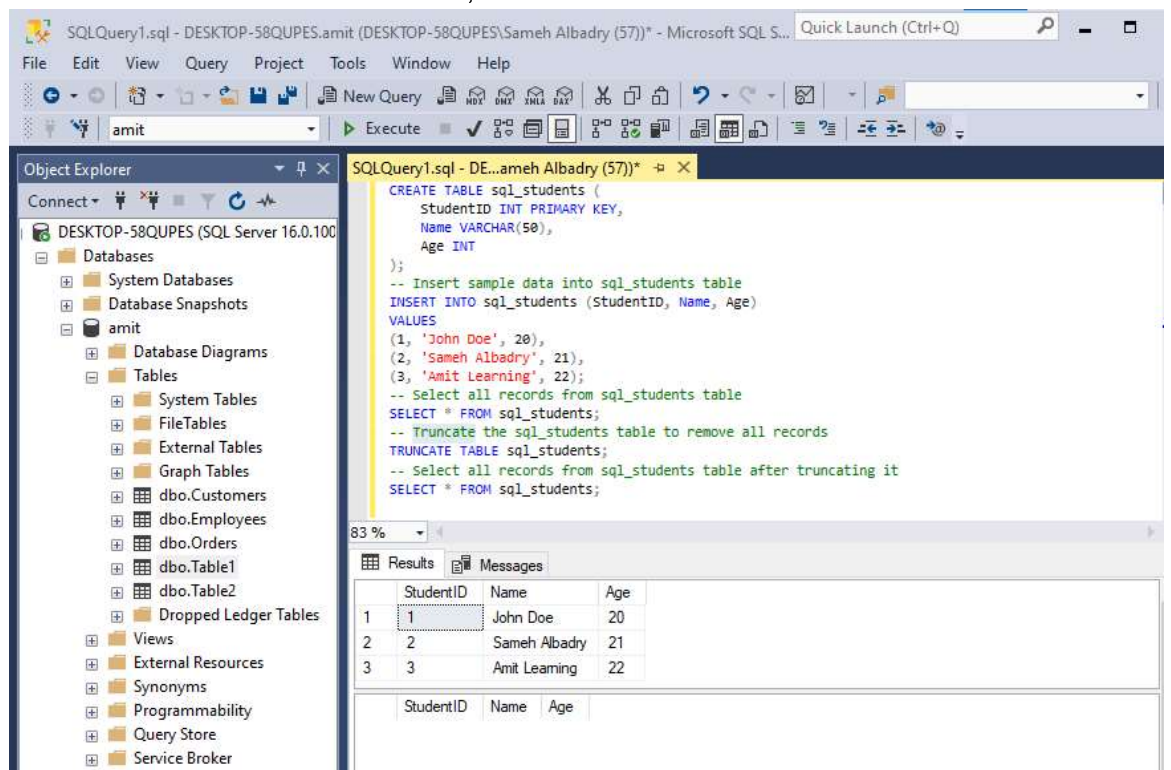 SQLQuery1.sql - DESKTOP-58QUPES.amit (DESKTOP-58QUPES\Sameh Albadry (57))* - Microsoft SQL S...
Quick Launch (Ctrl+Q)
File Edit View Query Project Tools Window Help
New Query MDX DMX XMLA DAX
amit
Execute
Object Explorer
Connect
DESKTOP-58QUPES (SQL Server 16.0.100
Databases
System Databases
Database Snapshots
amit
Database Diagrams
Tables
System Tables
FileTables
External Tables
Graph Tables
dbo.Customers
dbo.Employees
dbo.Orders
dbo.Table1
dbo.Table2
Dropped Ledger Tables
Views
External Resources
Synonyms
Programmability
Query Store
Service Broker
SQLQuery1.sql - DE...ameh Albadry (57))*
CREATE TABLE sql_students (
StudentID INT PRIMARY KEY,
Name VARCHAR(50),
Age INT
);
-- Insert sample data into sql_students table
INSERT INTO sql_students (StudentID, Name, Age)
VALUES
(1, 'John Doe', 20),
(2, 'Sameh Albadry', 21),
(3, 'Amit Learning', 22);
-- Select all records from sql_students table
SELECT * FROM sql_students;
-- Truncate the sql_students table to remove all records
TRUNCATE TABLE sql_students;
-- Select all records from sql_students table after truncating it
SELECT * FROM sql_students;
83 %
Results Messages
StudentID Name Age
1 1 John Doe 20
2 2 Sameh Albadry 21
3 3 Amit Learning 22
StudentID Name Age